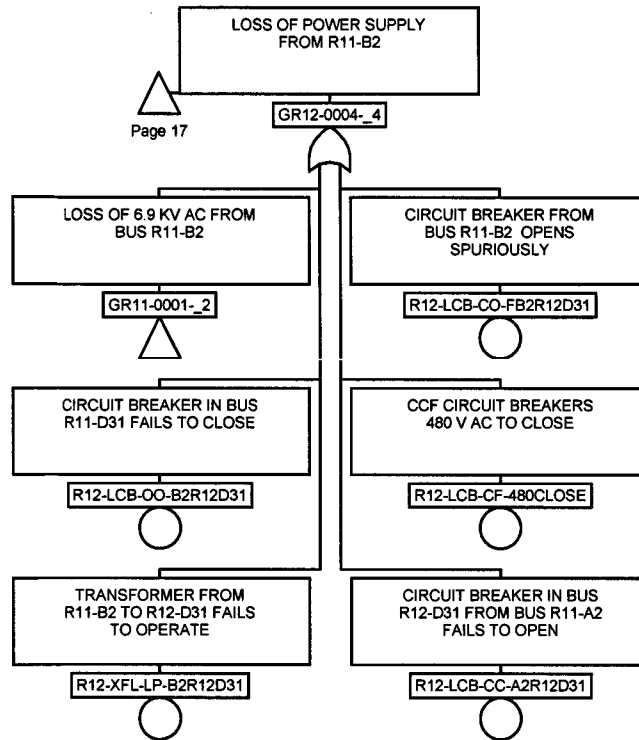 LOSS OF POWER SUPPLY
FROM R11-B2
Page 17
GR12-0004-_4
LOSS OF 6.9 KV AC FROM
BUS R11-B2
GR11-0001-_2
CIRCUIT BREAKER FROM
BUS R11-B2 OPENS
SPURIOUSLY
R12-LCB-CO-FB2R12D31
CIRCUIT BREAKER IN BUS
R11-D31 FAILS TO CLOSE
R12-LCB-OO-B2R12D31
CCF CIRCUIT BREAKERS
480 V AC TO CLOSE
R12-LCB-CF-480CLOSE
TRANSFORMER FROM
R11-B2 TO R12-D31 FAILS
TO OPERATE
R12-XFL-LP-B2R12D31
CIRCUIT BREAKER IN BUS
R12-D31 FROM BUS R11-A2
FAILS TO OPEN
R12-LCB-CC-A2R12D31